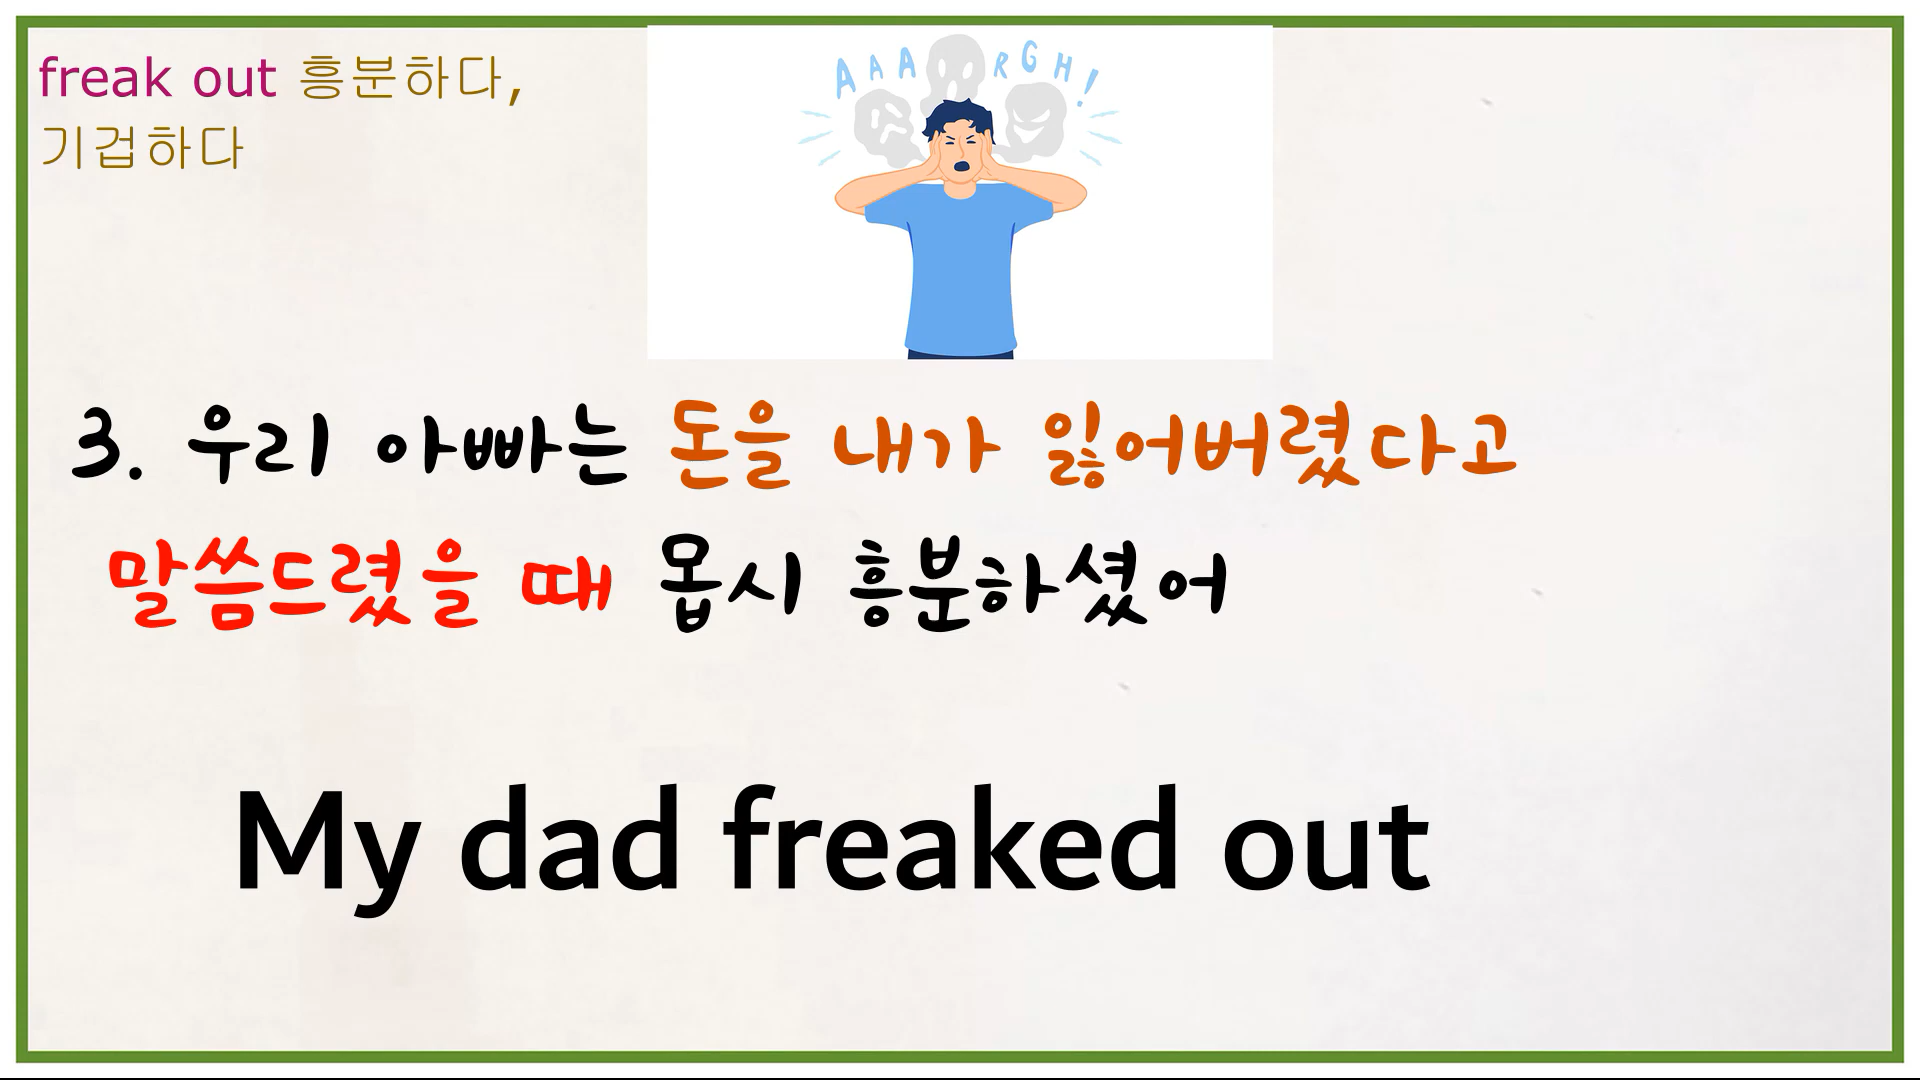 freak out 흥분하다,
기겁하다
AAA RGH!
3. 우리 아빠는 돈을 내가 잃어버렸다고
말씀드렸을 때 몹시 흥분하셨어
My dad freaked out